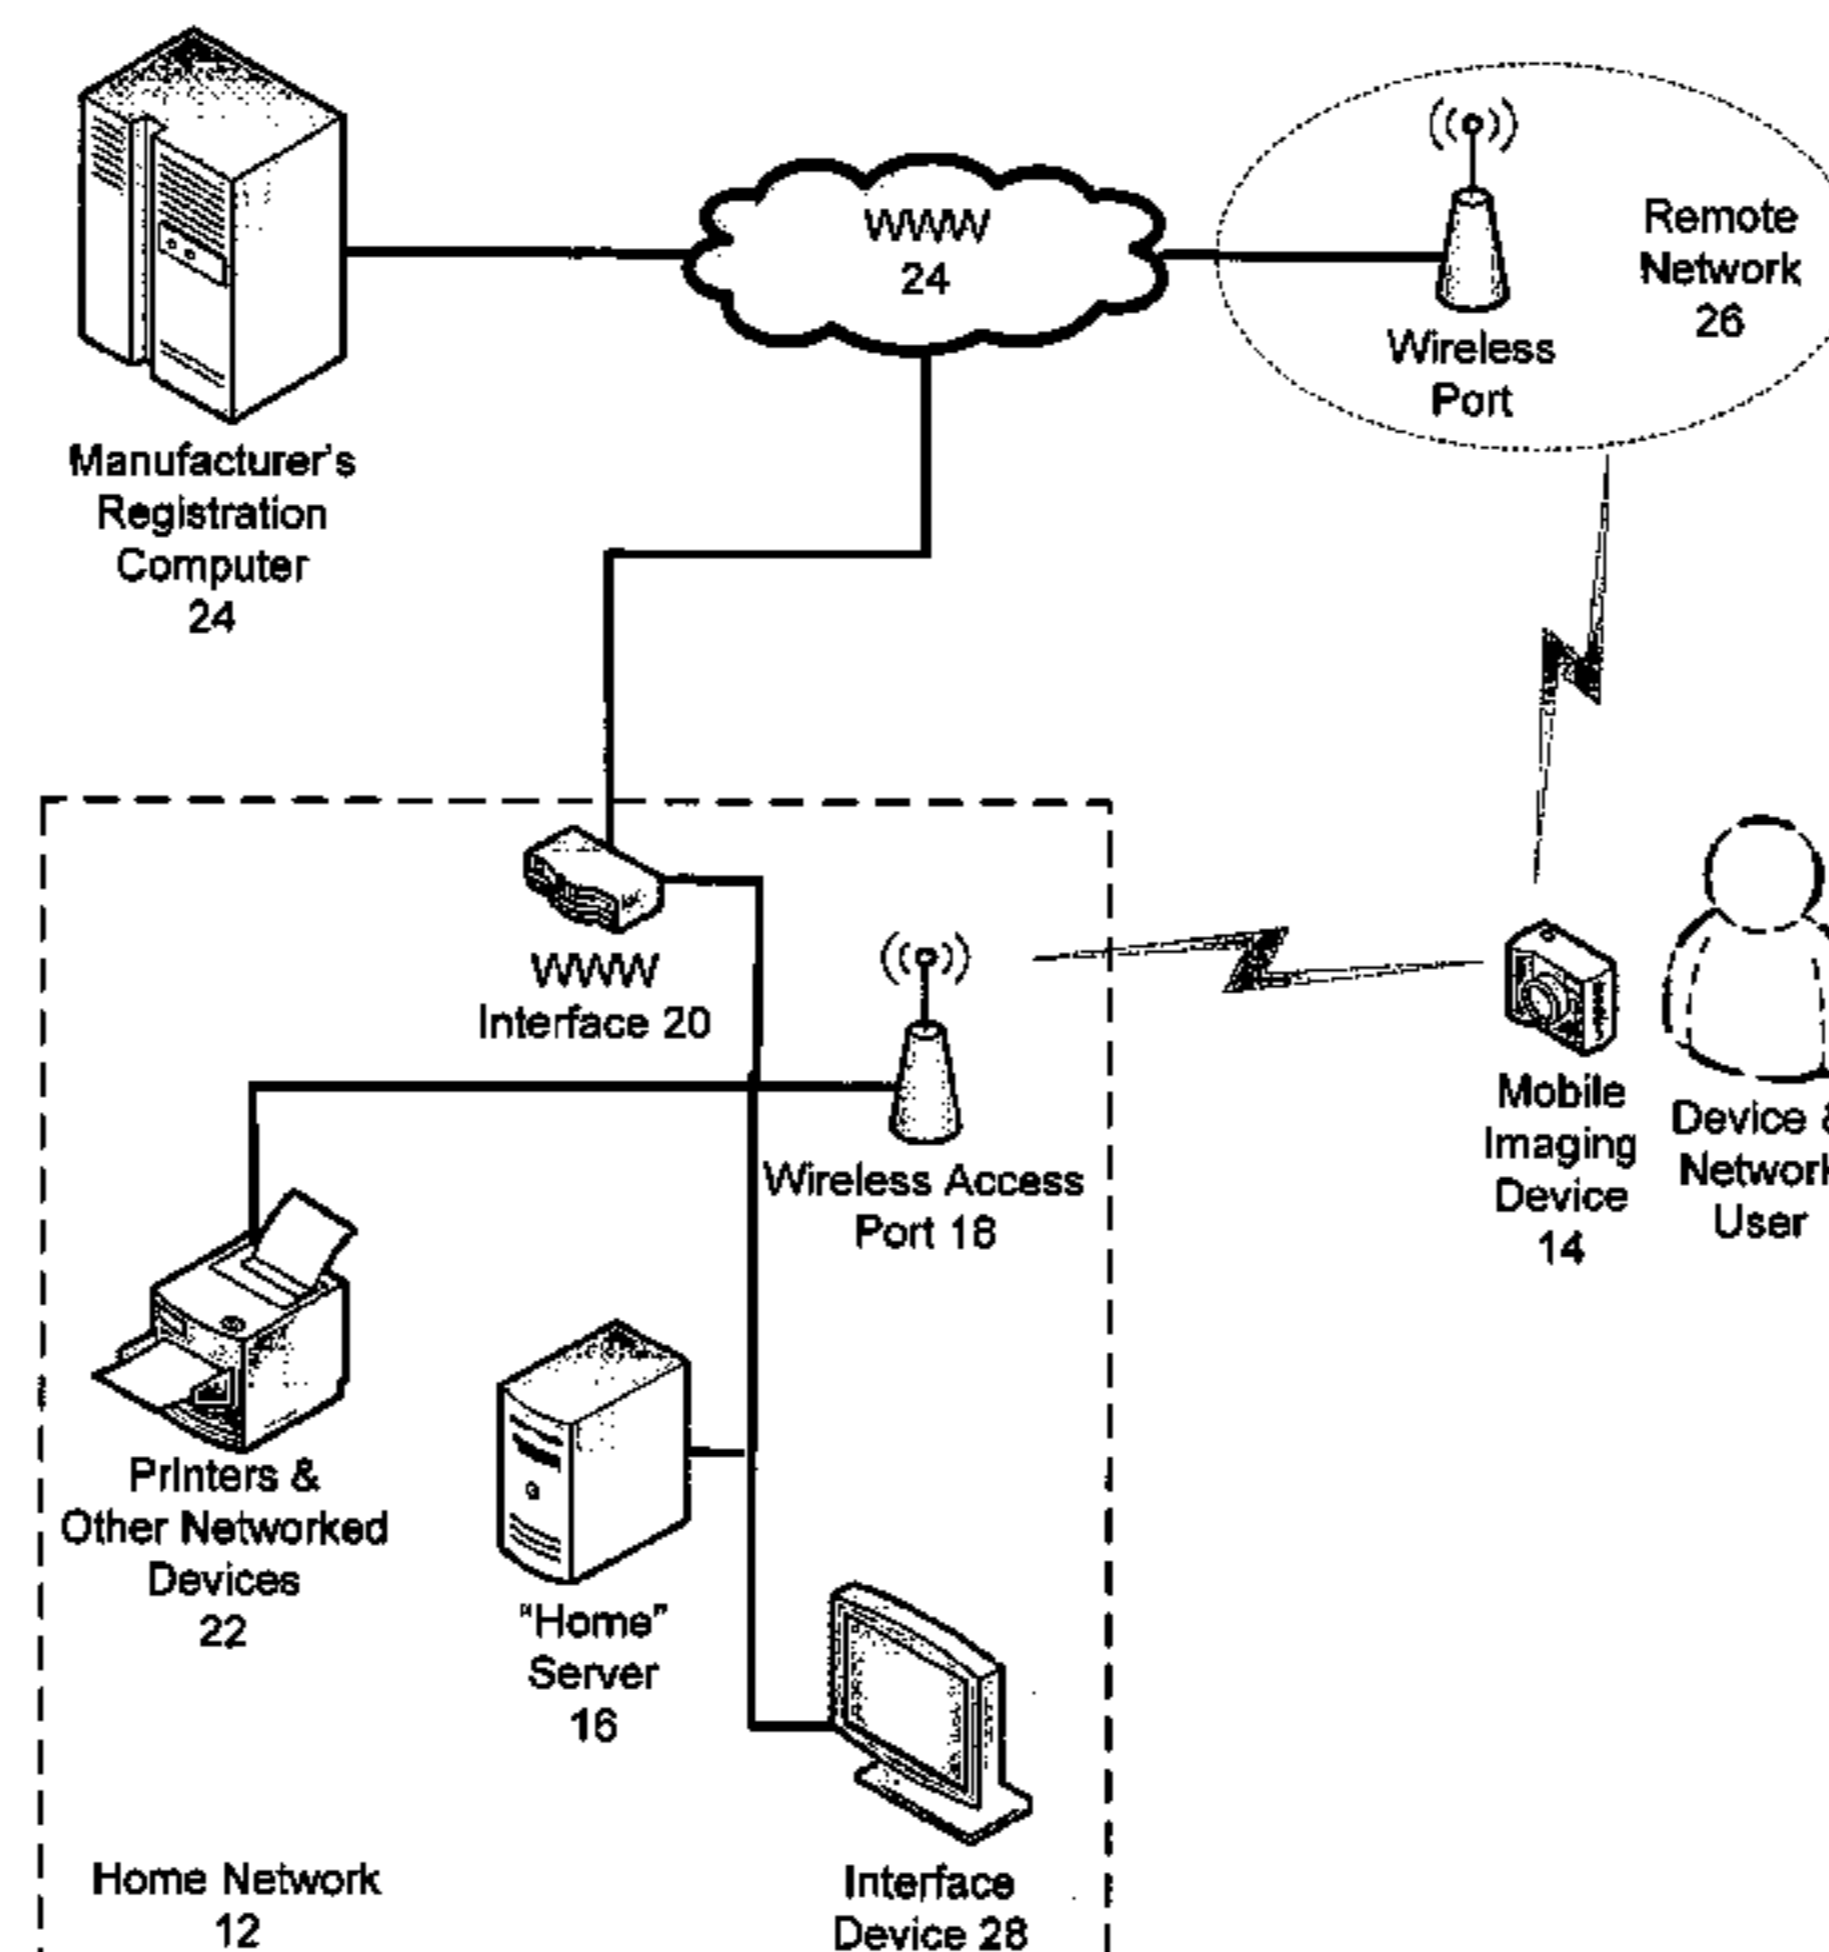 WWW
24
Remote
Network
26
Wireless
Port
Manufacturer's
Registration
Computer
24
WWW
Interface 20
Wireless Access
Port 18
Mobile
Imaging
Device
14
Device &
Network
User
Printers &
Other Networked
Devices
22
"Home"
Server
16
Home Network
12
Interface
Device 28